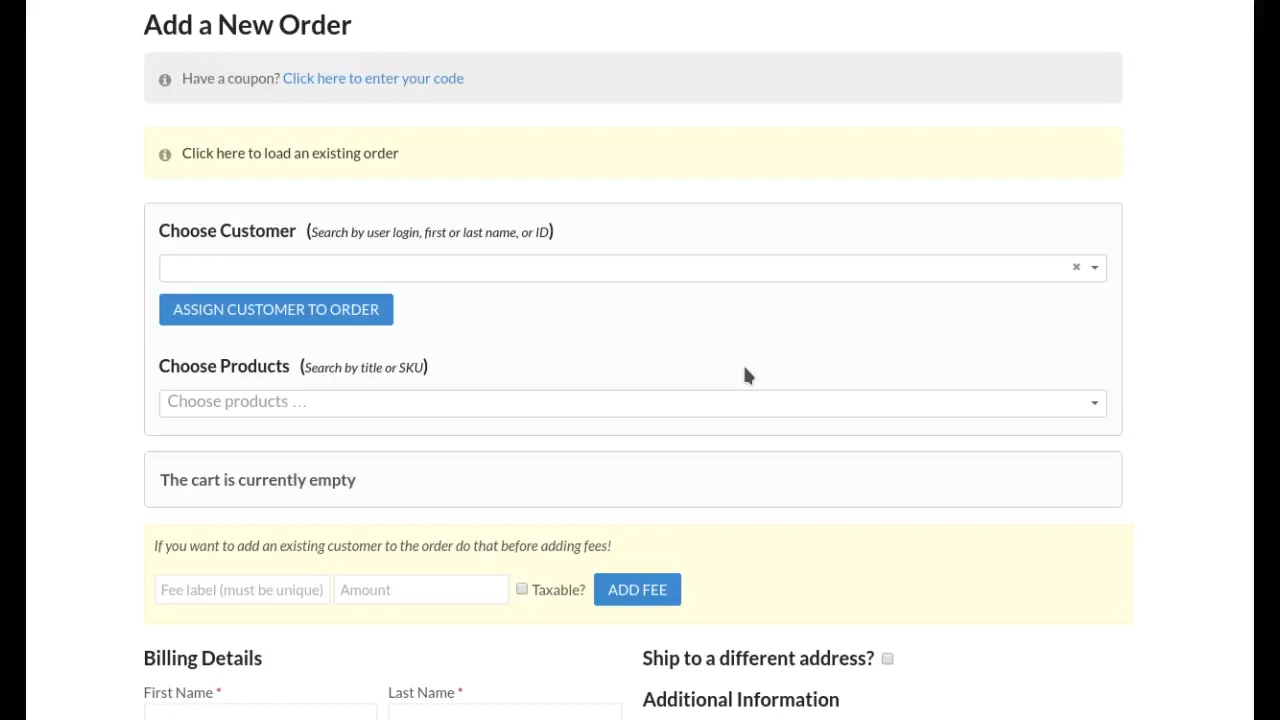 Add a New Order
Have a coupon? Click here to enter your code
Click here to load an existing order
Choose Customer (Search by user login, first or last name, or ID)
ASSIGN CUSTOMER TO ORDER
Choose Products (Search by title or SKU)
Choose products ...
The cart is currently empty
If you want to add an existing customer to the order do that before adding fees!
Fee label (must be unique) Amount Taxable? ADD FEE
Billing Details
Ship to a different address?
First Name *
Last Name *
Additional Information